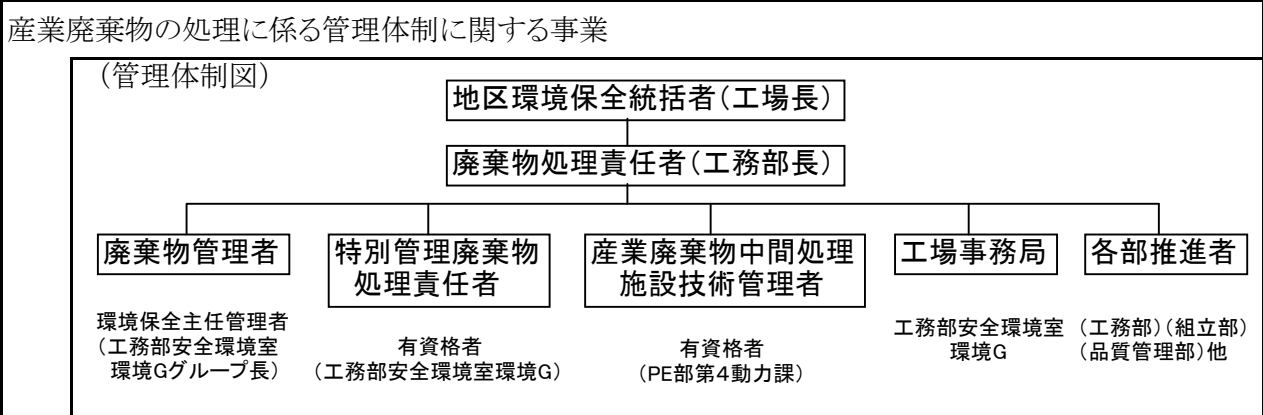 産業廃棄物の処理に係る管理体制に関する事業
（管理体制図）
地区環境保全統括者（工場長）
廃棄物処理責任者（工務部長）
廃棄物管理者
特別管理廃棄物
処理責任者
産業廃棄物中間処理
施設技術管理者
工場事務局
各部推進者
環境保全主任管理者
（工務部安全環境室
環境Gグループ長）
有資格者
（工務部安全環境室環境G）
有資格者
（PE部第４動力課）
工務部安全環境室
環境G
（工務部）（組立部）
（品質管理部）他